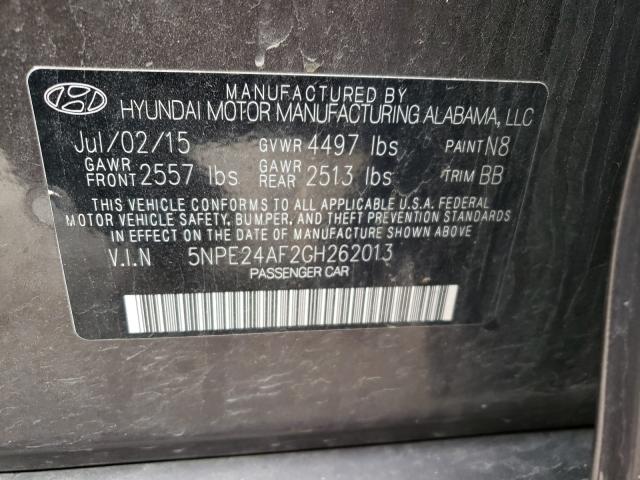 MANUFACTURED BY
HYUNDAI MOTOR MANUFACTURING ALABAMA, LLC
Jul/02/15 GVWR 4497 lbs PAINT N8
GAWR FRONT 2557 lbs GAWR REAR 2513 lbs TRIM BB
THIS VEHICLE CONFORMS TO ALL APPLICABLE U.S.A. FEDERAL
MOTOR VEHICLE SAFETY, BUMPER, AND THEFT PREVENTION STANDARDS
IN EFFECT ON THE DATE OF MANUFACTURE SHOWN ABOVE
V.I.N 5NPE24AF2GH262013
PASSENGER CAR